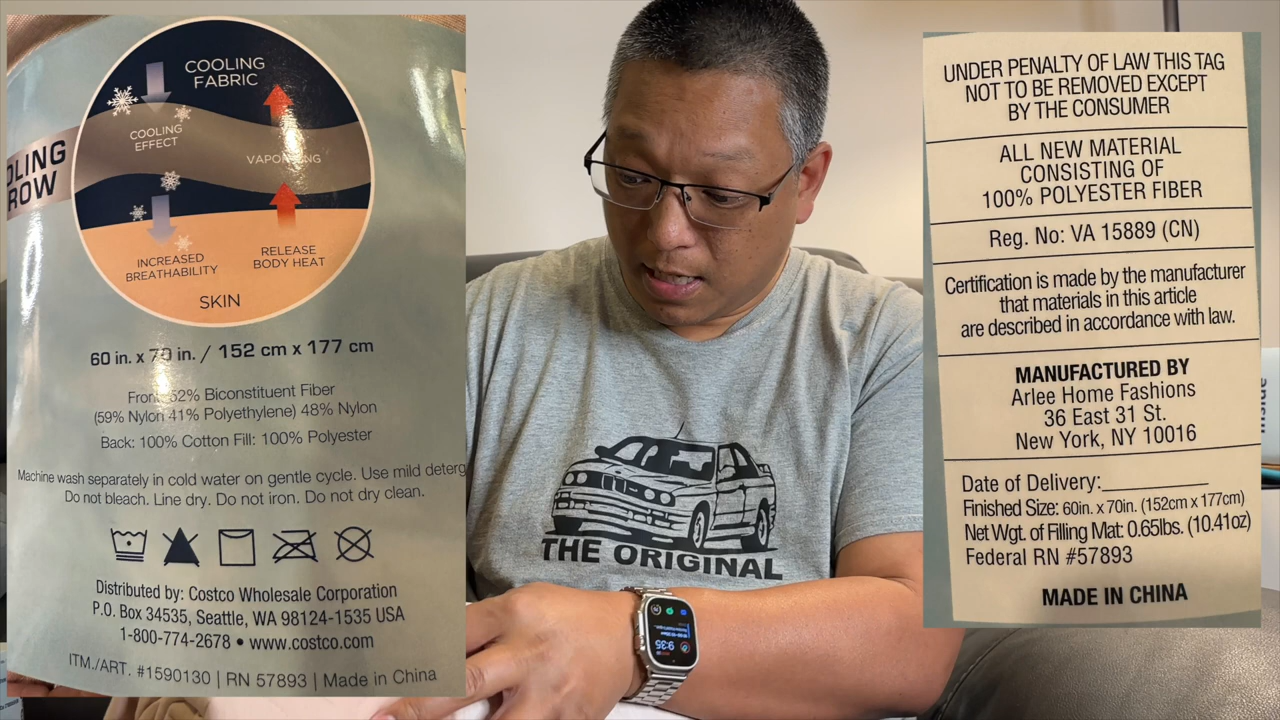 COOLING
FABRIC
COOLING
EFFECT
INCREASED
BREATHABILITY
RELEASE
BODY HEAT
SKIN
60 in. x 70 in. / 152 cm x 177 cm
Front: 52% Biconstituent Fiber
(59% Nylon 41% Polyethylene) 48% Nylon
Back: 100% Cotton Fill: 100% Polyester
Machine wash separately in cold water on gentle cycle. Use mild deterg
Do not bleach. Line dry. Do not iron. Do not dry clean.
Distributed by: Costco Wholesale Corporation
P.O. Box 34535, Seattle, WA 98124-1535 USA
1-800-774-2678 • www.costco.com
ITM./ART. #1590130 | RN 57893 | Made in China
THE ORIGINAL
9:35
UNDER PENALTY OF LAW THIS TAG
NOT TO BE REMOVED EXCEPT
BY THE CONSUMER
ALL NEW MATERIAL
CONSISTING OF
100% POLYESTER FIBER
Reg. No: VA 15889 (CN)
Certification is made by the manufacturer
that materials in this article
are described in accordance with law.
MANUFACTURED BY
Arlee Home Fashions
36 East 31 St.
New York, NY 10016
Date of Delivery:
Finished Size: 60in. x 70in. (152cm x 177cm)
Net Wgt. of Filling Mat: 0.65lbs. (10.41oz)
Federal RN #57893
MADE IN CHINA